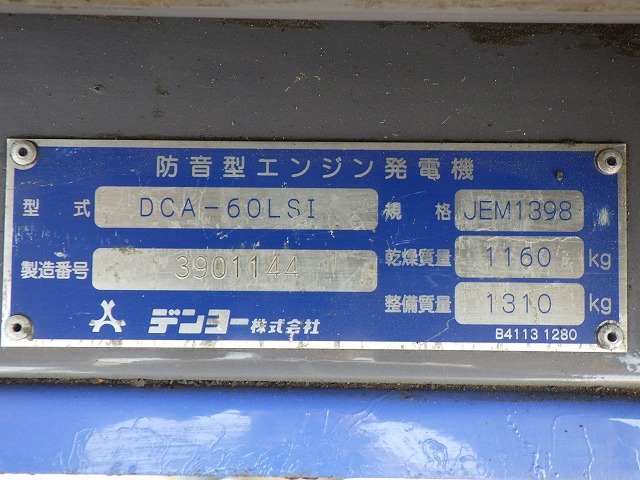 防音型エンジン発電機
型式 DCA-60LSI 規格 JEM1398
製造番号 3901144 乾燥質量 1160 kg
整備質量 1310 kg
デンヨー株式会社
B4113 1280